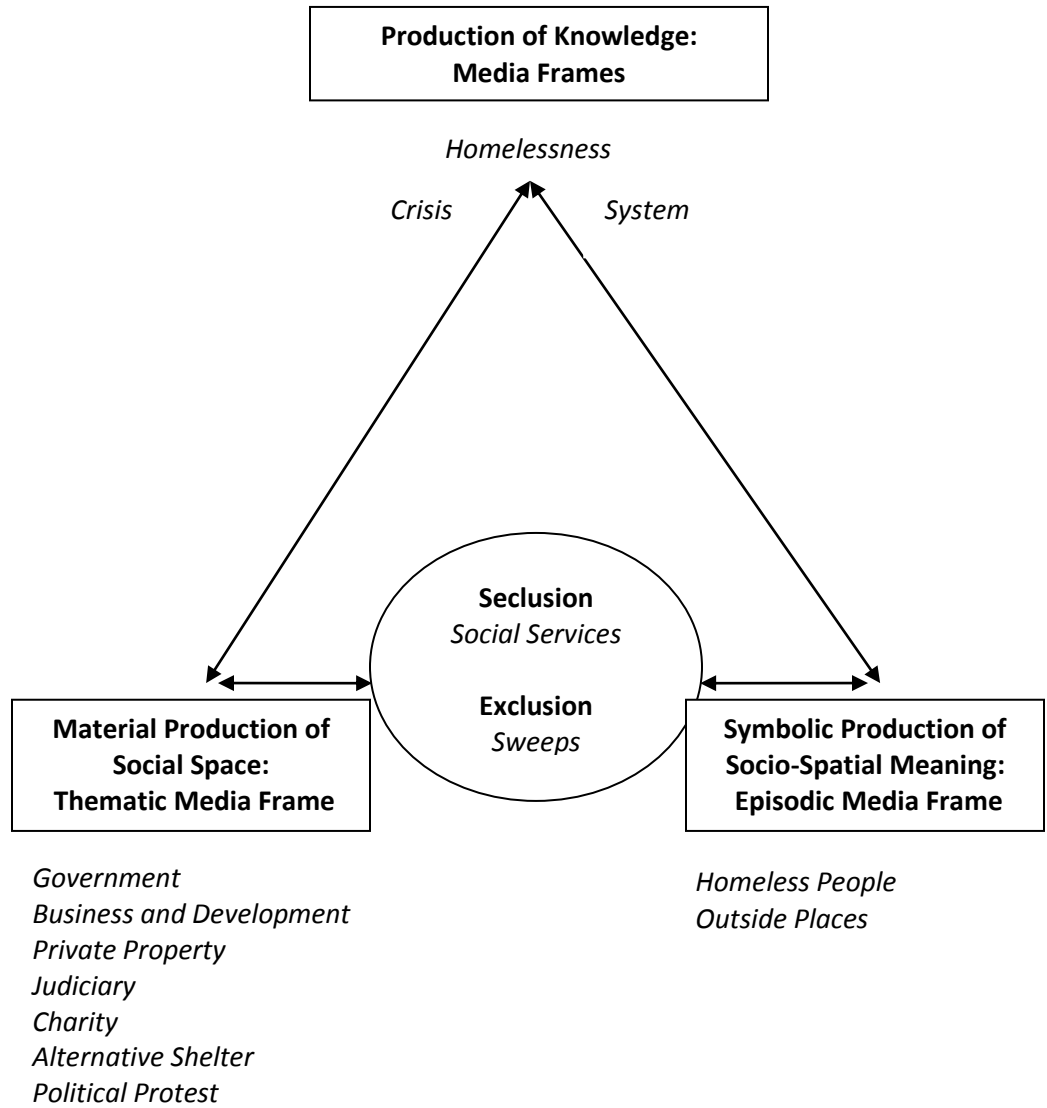 Production of Knowledge:
Media Frames
Homelessness
Crisis
System
Seclusion
Social Services
Exclusion
Sweeps
Material Production of
Social Space:
Thematic Media Frame
Symbolic Production of
Socio-Spatial Meaning:
Episodic Media Frame
Government
Business and Development
Private Property
Judiciary
Charity
Alternative Shelter
Political Protest
Homeless People
Outside Places